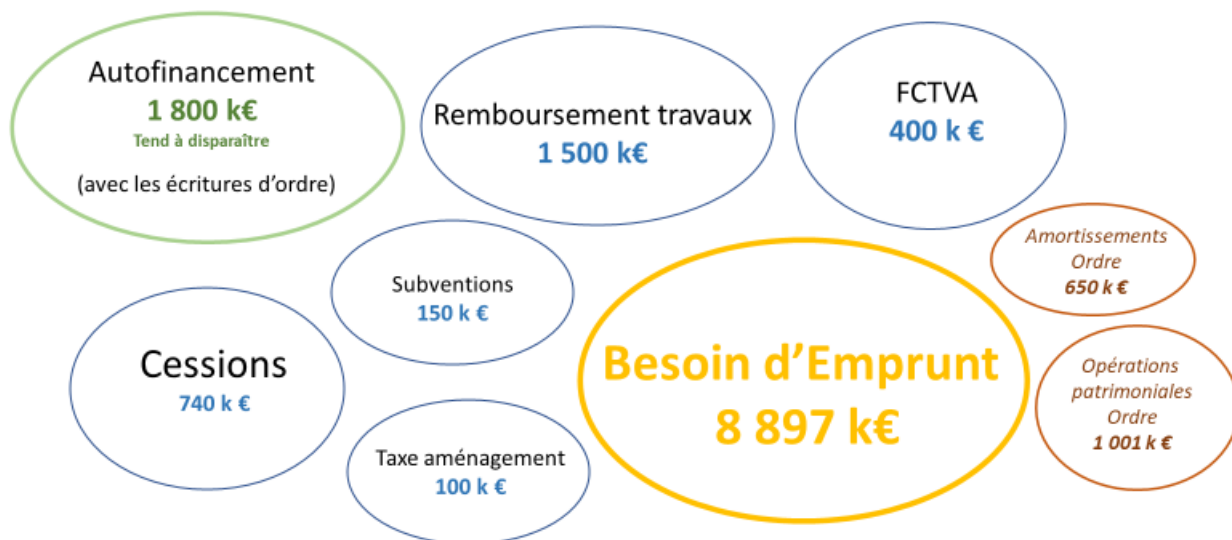 Autofinancement
1 800 k€
Tend à disparaître
(avec les écritures d'ordre)
Remboursement travaux
1 500 k€
FCTVA
400 k €
Amortissements
Ordre
650 k €
Subventions
150 k €
Cessions
740 k €
Besoin d'Emprunt
8 897 k€
Opérations
patrimoniales
Ordre
1 001 k €
Taxe aménagement
100 k €